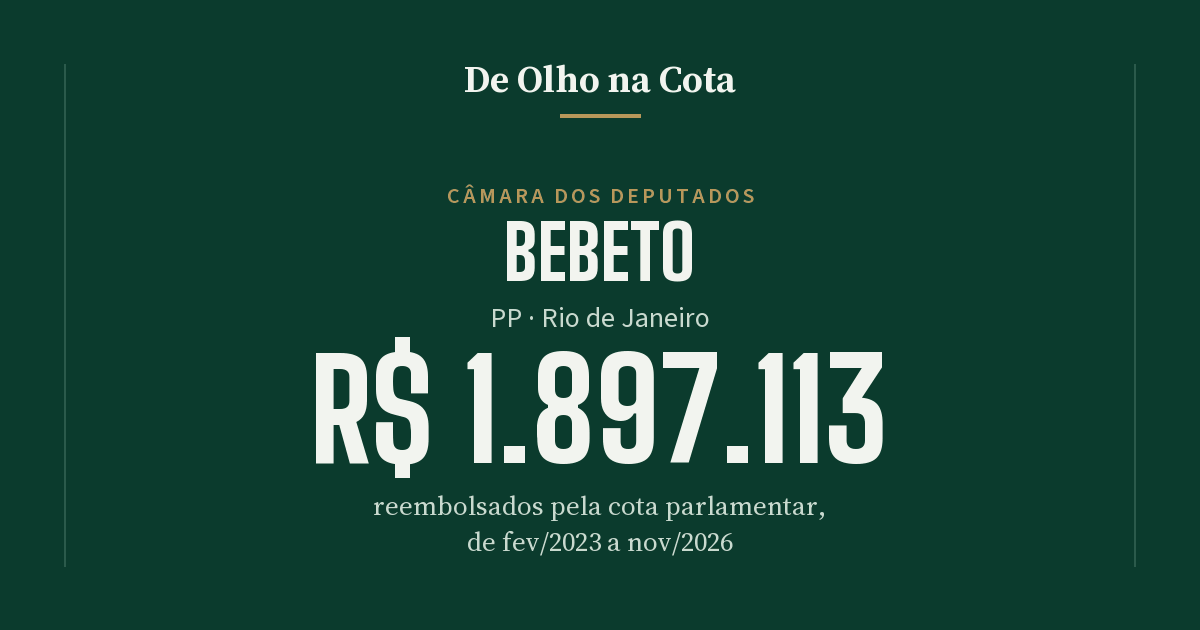 De Olho na Cota
CÂMARA DOS DEPUTADOS
BEBETO
PP · Rio de Janeiro
R$ 1.897.113
reembolsados pela cota parlamentar,
de fev/2023 a nov/2026